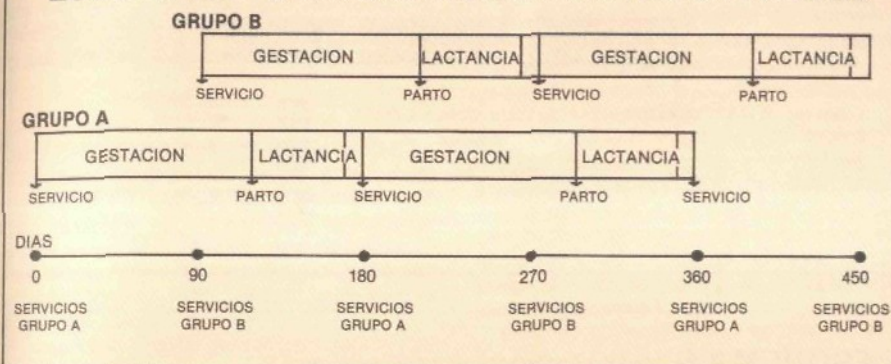 GRUPO B
GESTACION LACTANCIA GESTACION LACTANCIA
SERVICIO PARTO SERVICIO PARTO
GRUPO A
GESTACION LACTANCIA GESTACION LACTANCIA
SERVICIO PARTO SERVICIO PARTO SERVICIO
DIAS
0 90 180 270 360 450
SERVICIOS SERVICIOS SERVICIOS SERVICIOS SERVICIOS SERVICIOS
GRUPO A GRUPO B GRUPO A GRUPO B GRUPO A GRUPO B